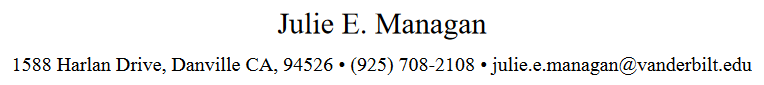 Julie E. Managan
1588 Harlan Drive, Danville CA, 94526 • (925) 708-2108 • julie.e.managan@vanderbilt.edu